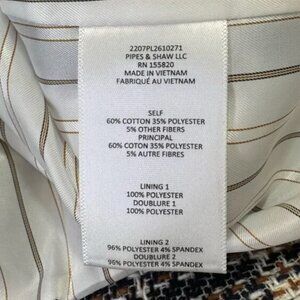 2207PL2610271
PIPES & SHAW LLC
RN 155820
MADE IN VIETNAM
FABRIQUÉ AU VIETNAM
SELF
60% COTTON 35% POLYESTER
5% OTHER FIBERS
PRINCIPAL
60% COTTON 35% POLYESTER
5% AUTRE FIBRES
LINING 1
100% POLYESTER
DOUBLURE 1
100% POLYESTER
LINING 2
96% POLYESTER 4% SPANDEX
DOUBLURE 2
96% POLYESTER 4% SPANDEX